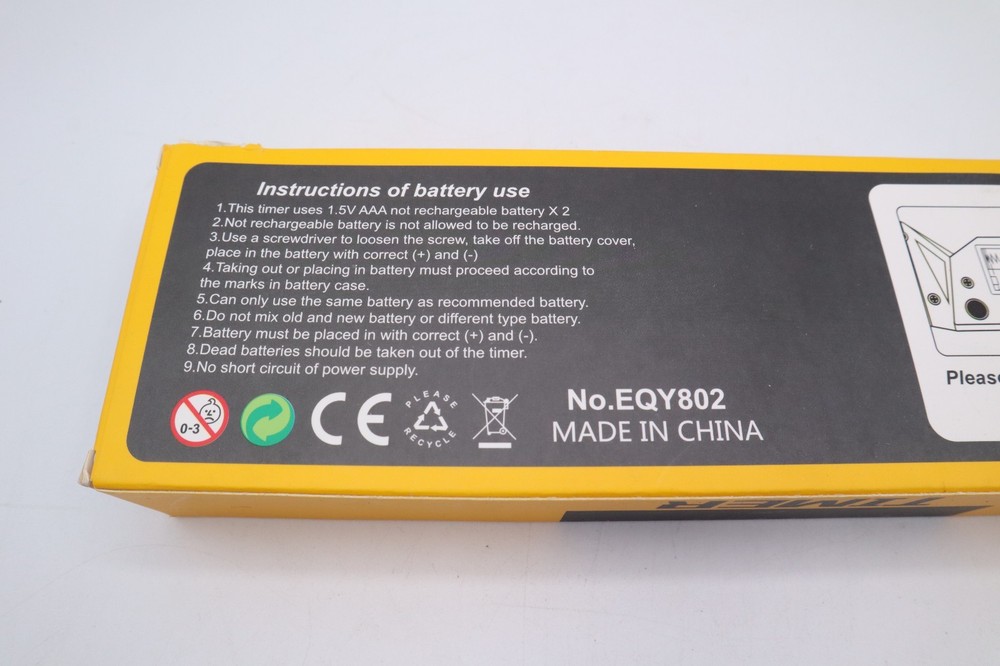 Instructions of battery use
1.This timer uses 1.5V AAA not rechargeable battery X 2
2.Not rechargeable battery is not allowed to be recharged.
3.Use a screwdriver to loosen the screw, take off the battery cover,
place in the battery with correct (+) and (-)
4.Taking out or placing in battery must proceed according to
the marks in battery case.
5.Can only use the same battery as recommended battery.
6.Do not mix old and new battery or different type battery.
7.Battery must be placed in with correct (+) and (-).
8.Dead batteries should be taken out of the timer.
9.No short circuit of power supply.
0-3
CE
PLEASE
RECYCLE
No.EQY802
MADE IN CHINA
Please
TIMER